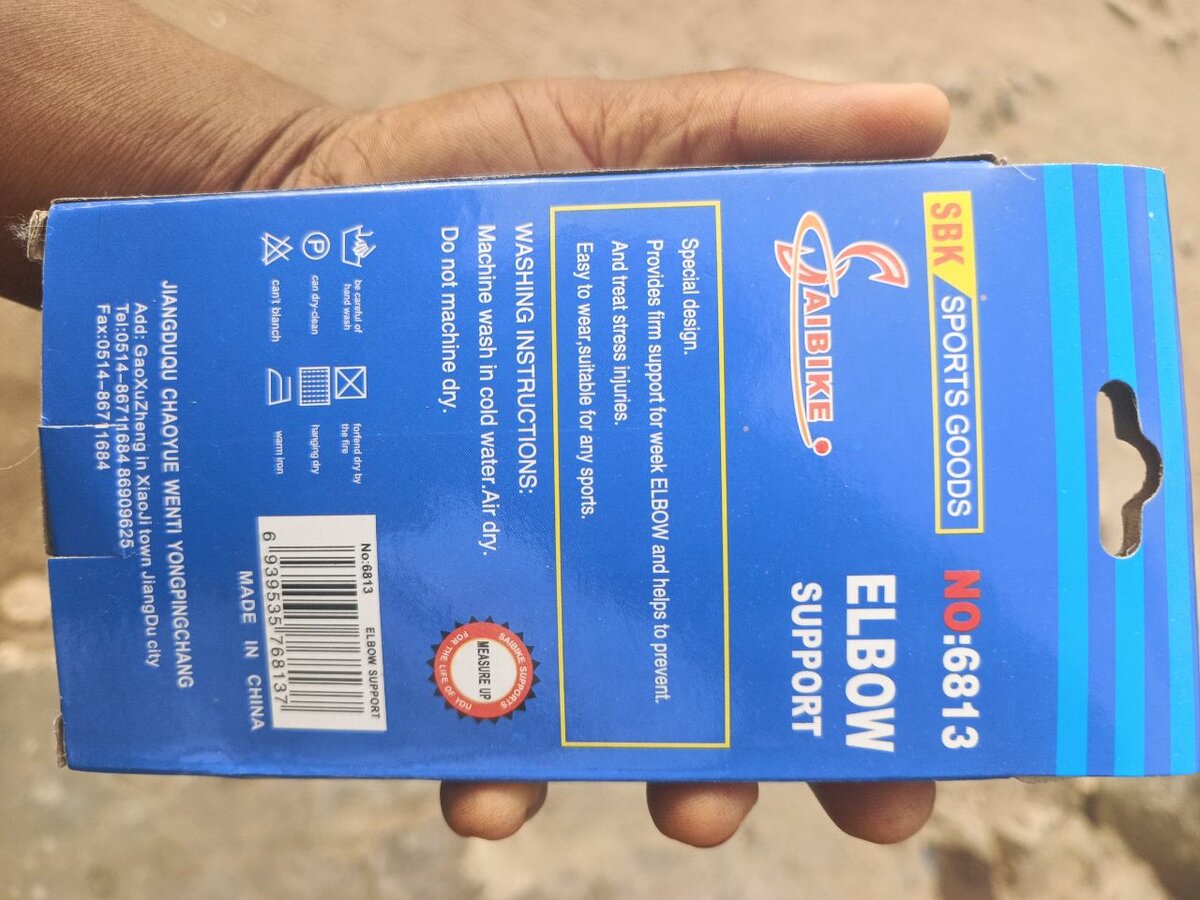 SBK SPORTS GOODS
NO:6813
SAIBIKE
ELBOW
SUPPORT
Special design.
Provides firm support for week ELBOW and helps to prevent.
And treat stress injuries.
Easy to wear,suitable for any sports.
WASHING INSTRUCTIONS:
Machine wash in cold water.Air dry.
Do not machine dry.
SAIBIKE SUPPORTS
MEASURE UP
FOR THE LIFE OF YOU
be careful of
hand wash
forfend dry by
the fire
P
can dry-clean
hanging dry
can't blanch
warm iron
No:6813 ELBOW SUPPORT
6 939535 768137
MADE IN CHINA
JIANGDUQU CHAOYUE WENTI YONGPINGCHANG
Add: GaoXuZheng in XiaoJi town JiangDu city
Tel:0514-86711684 86909625
Fax:0514-86711684